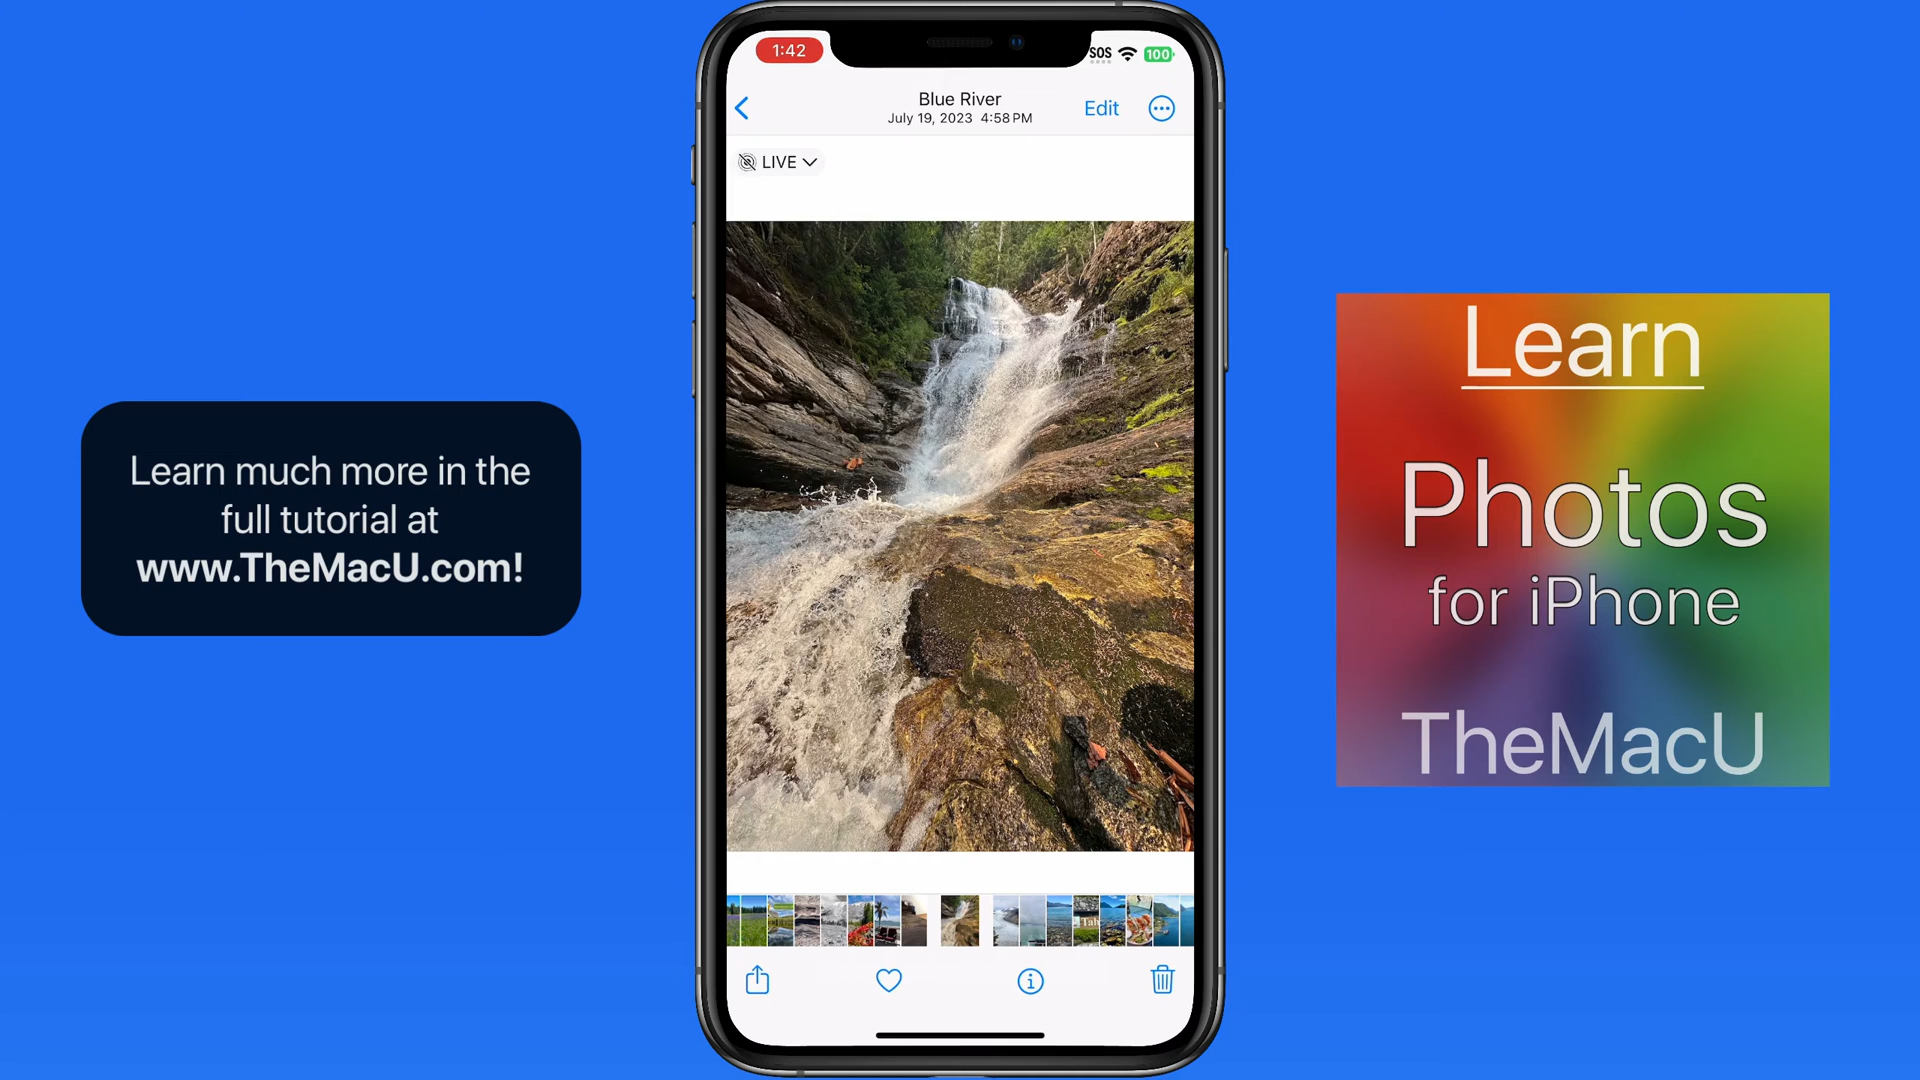 Learn much more in the
full tutorial at
www.TheMacU.com!
1:42
SOS
100
Blue River
July 19, 2023 4:58 PM
Edit
LIVE
Tab
Learn
Photos
for iPhone
TheMacU